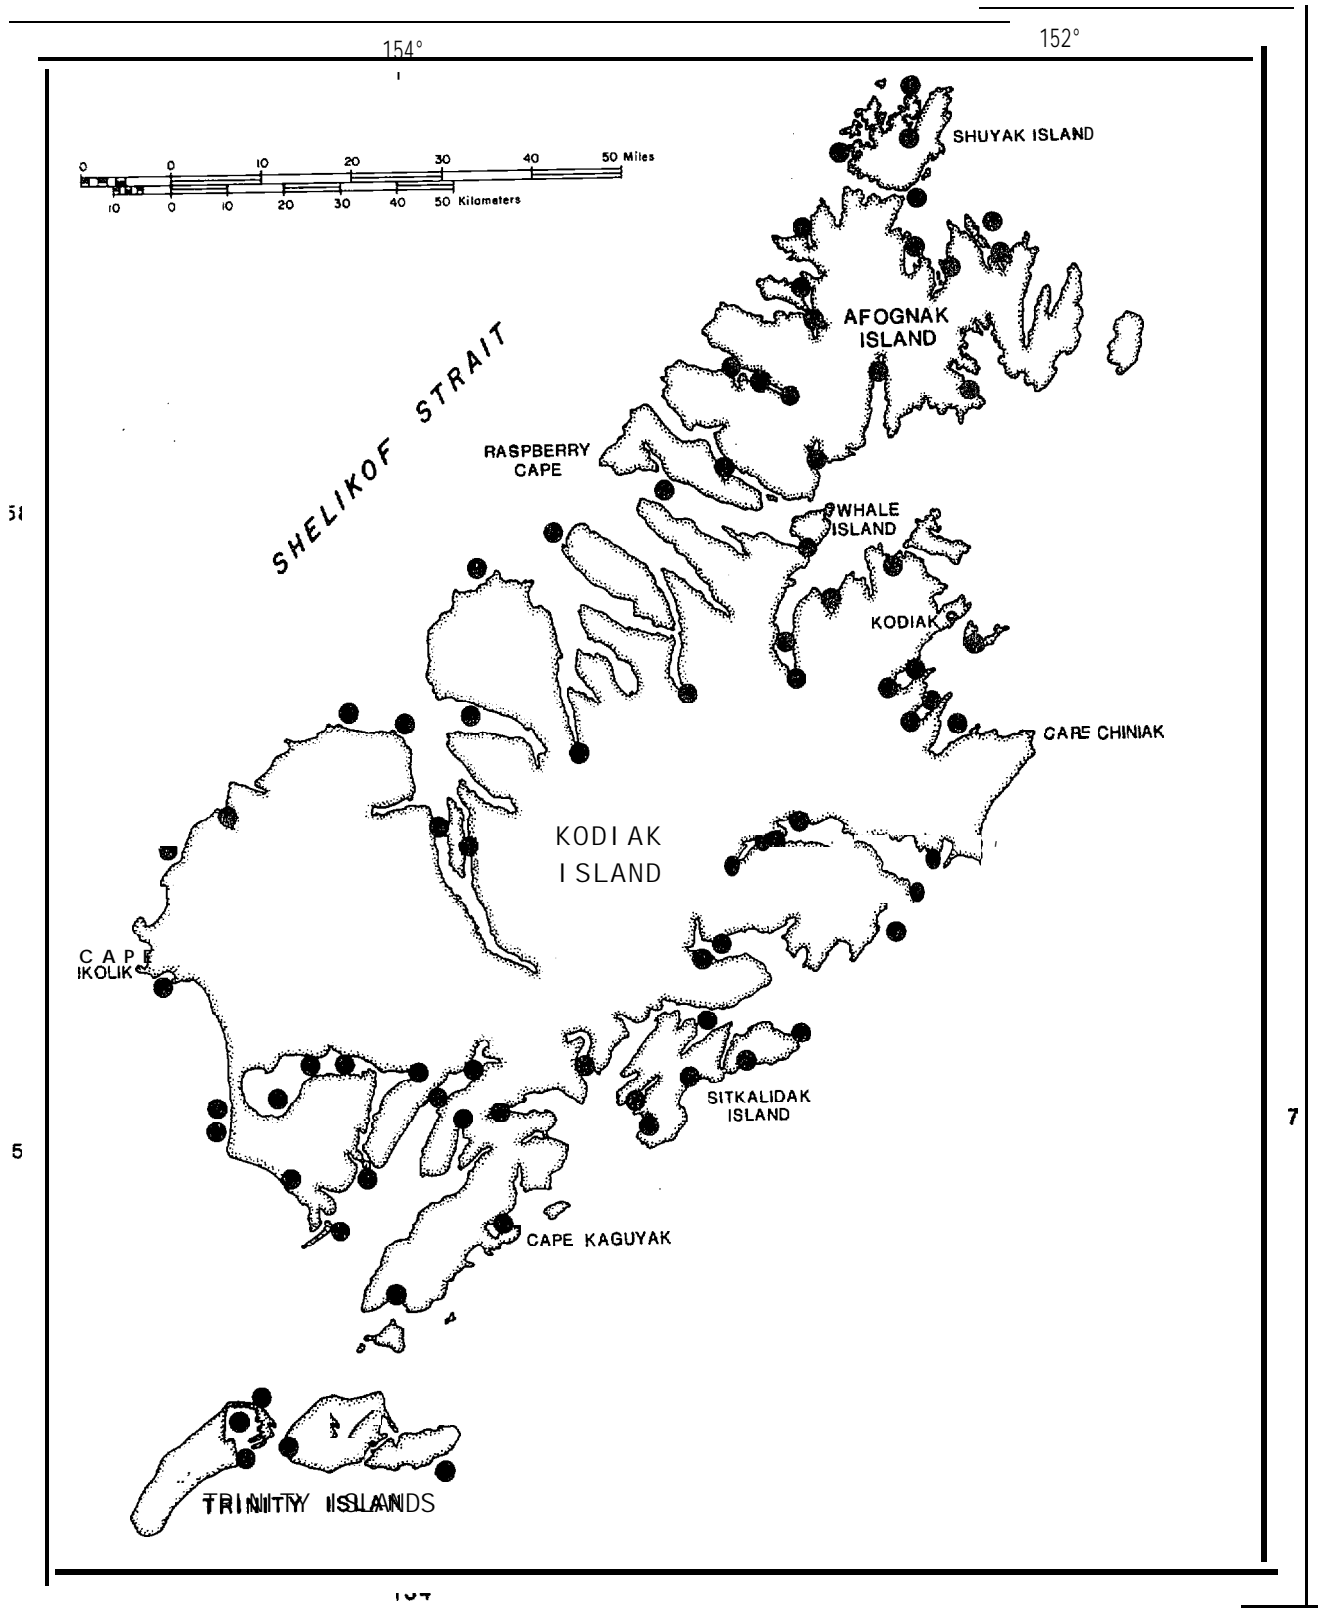 154°
152°
SHUYAK ISLAND
0 0 10 20 30 40 50 Miles
10 0 10 20 30 40 50 Kilometers
AFOGNAK
ISLAND
SHELIKOF STRAIT
RASPBERRY
CAPE
WHALE
ISLAND
KODIAK
CAPE CHINIAK
KODIAK
ISLAND
CAPE
IKOLIK
SITKALIDAK
ISLAND
7
5
CAPE KAGUYAK
TRINITY ISLANDS